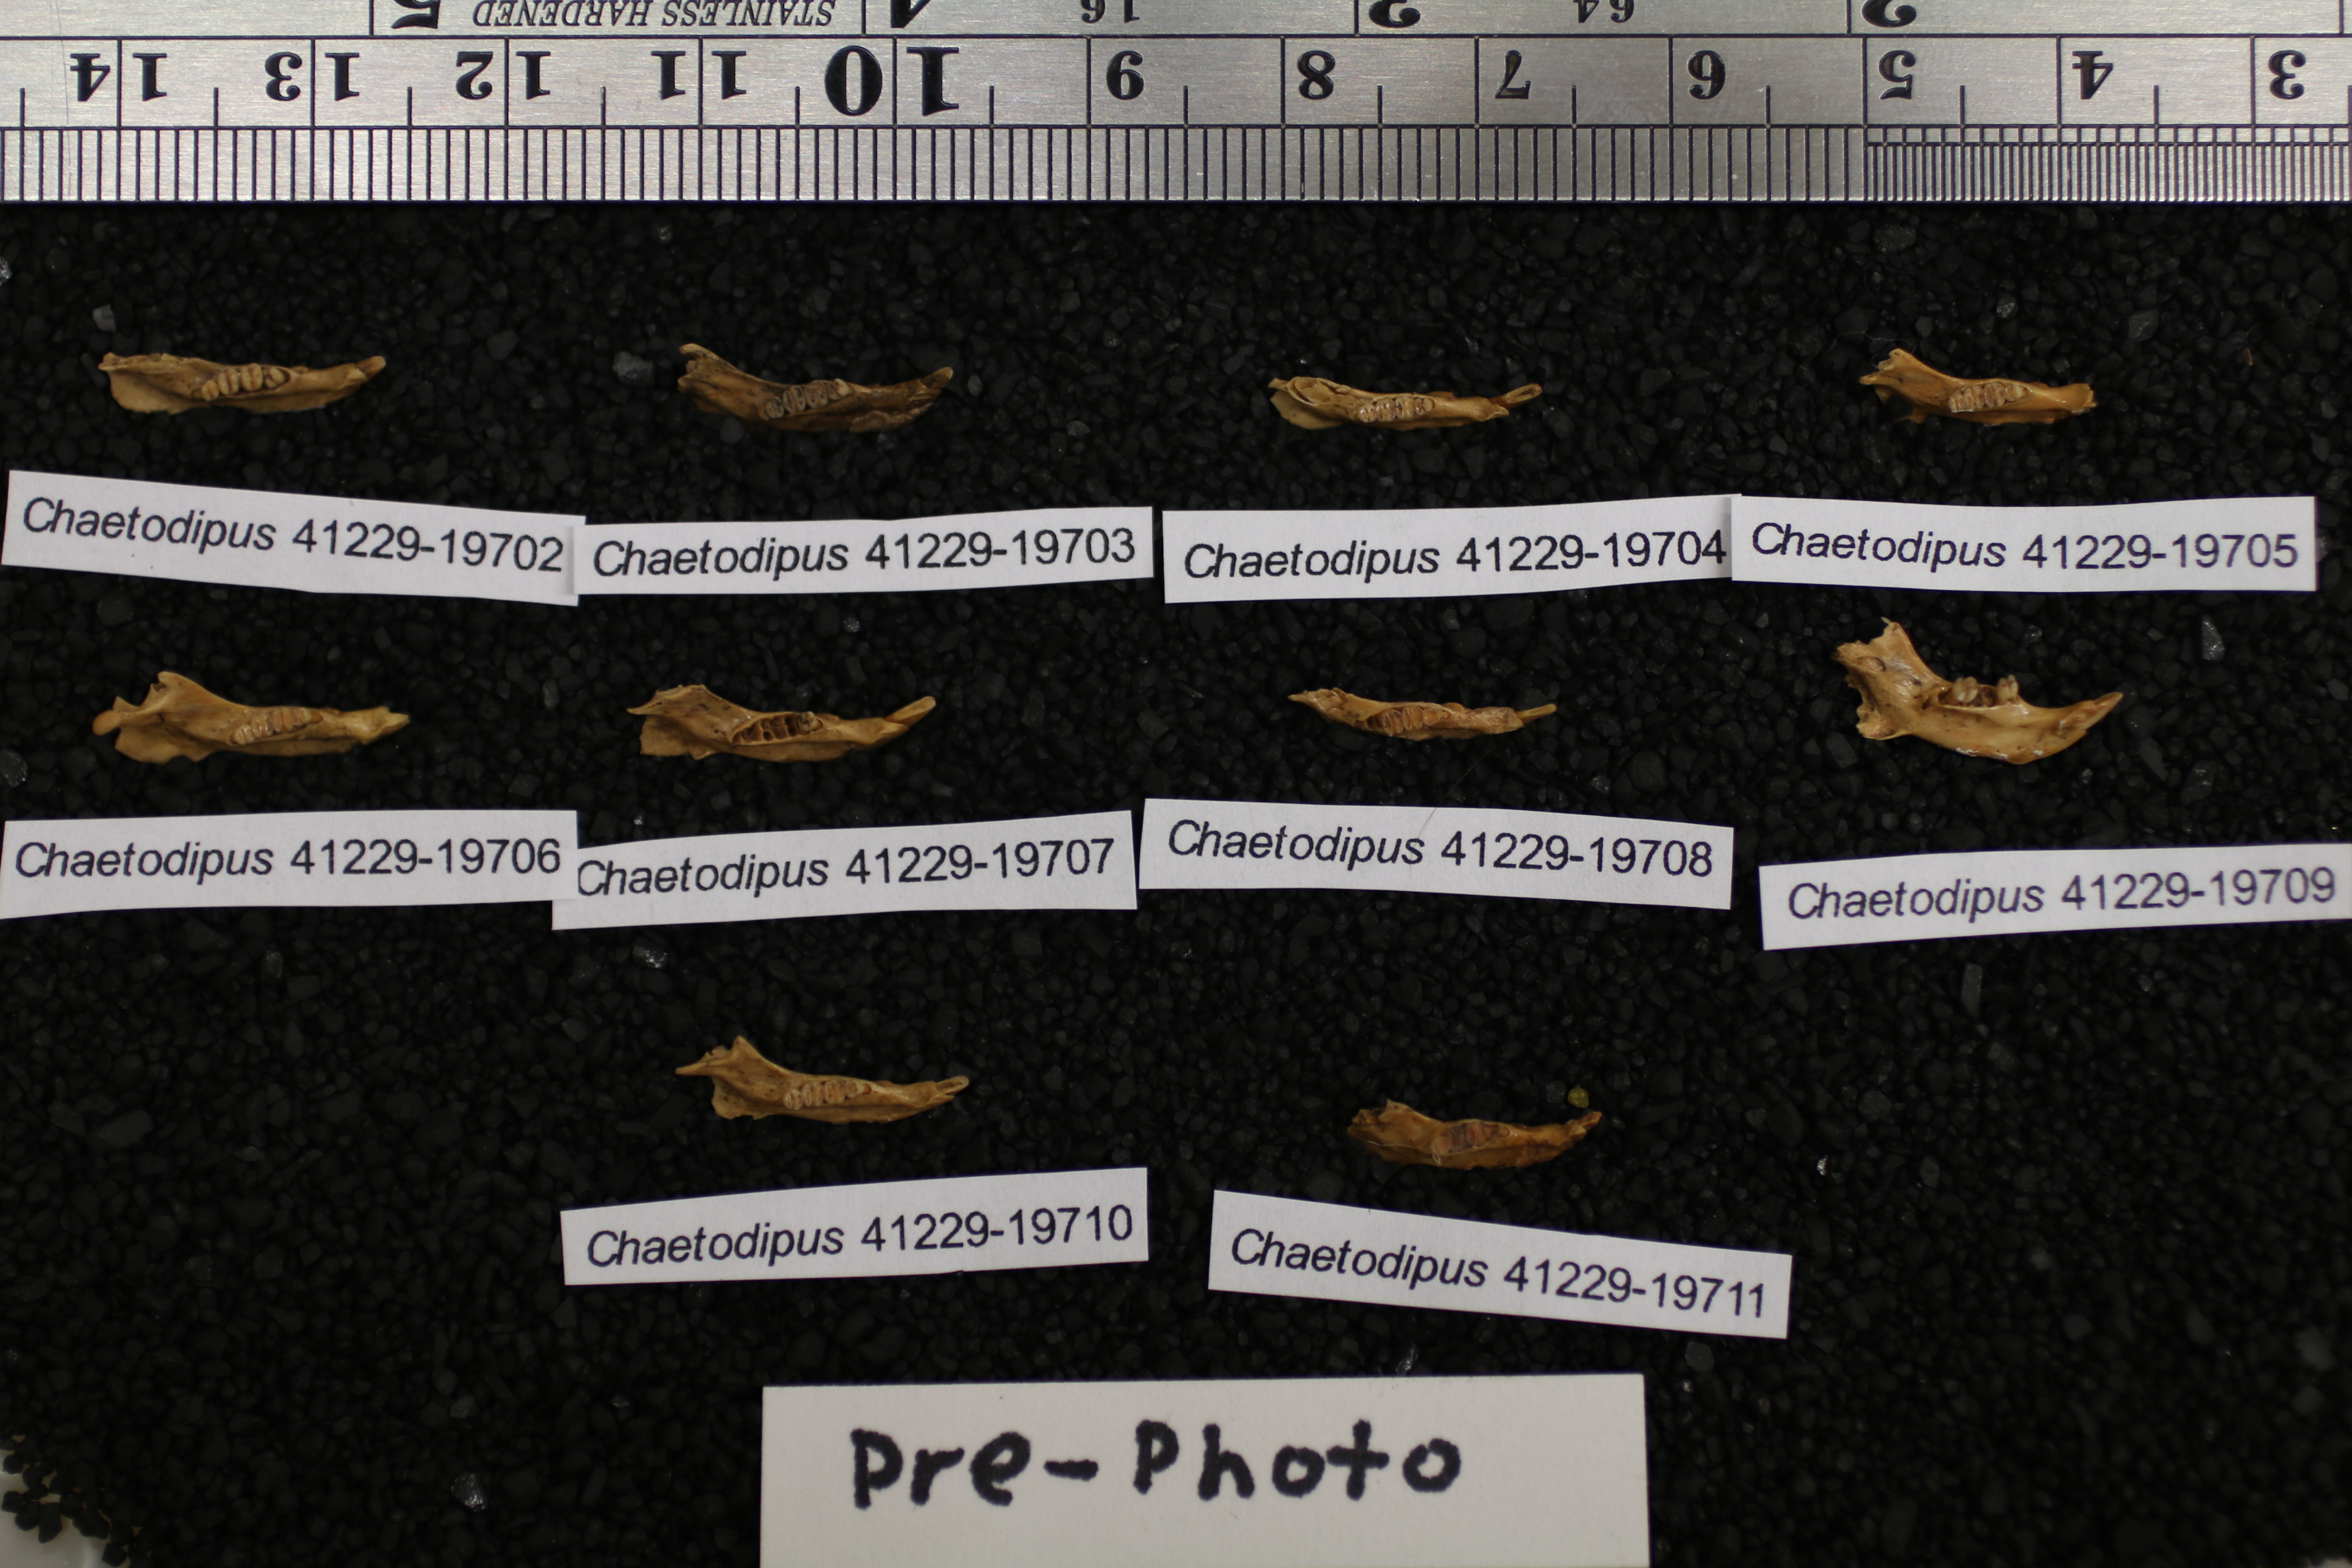 STAINLESS HARDENED 16 64
14 13 12 11 10 9 8 7 6 5 4 3
Chaetodipus 41229-19702
Chaetodipus 41229-19703
Chaetodipus 41229-19704
Chaetodipus 41229-19705
Chaetodipus 41229-19706
Chaetodipus 41229-19707
Chaetodipus 41229-19708
Chaetodipus 41229-19709
Chaetodipus 41229-19710
Chaetodipus 41229-19711
Pre-Photo